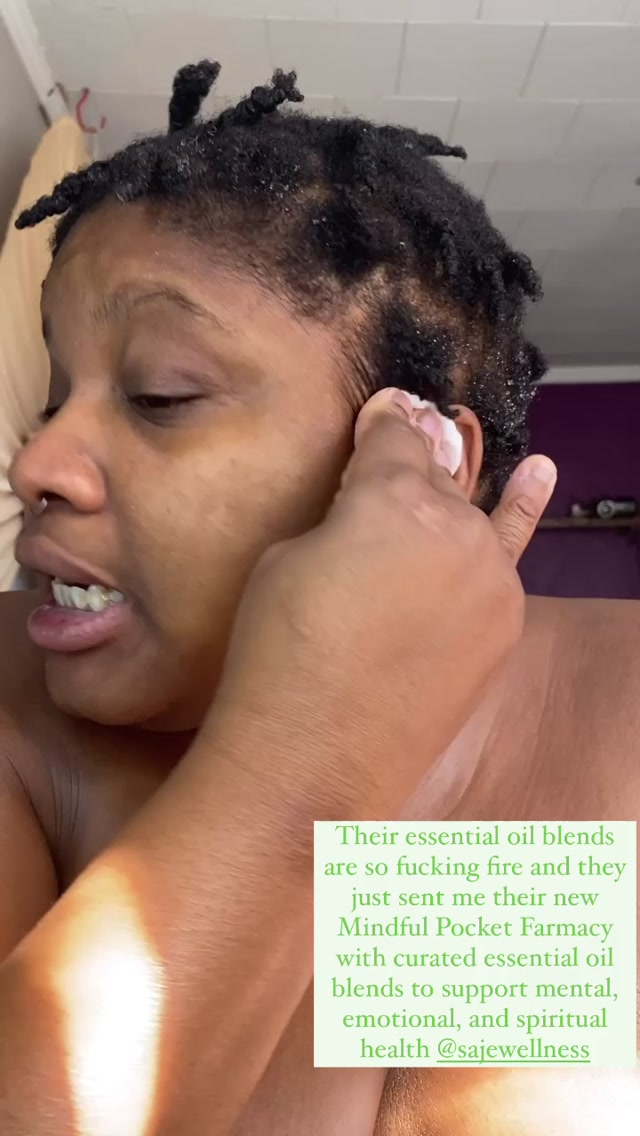 Their essential oil blends
are so fucking fire and they
just sent me their new
Mindful Pocket Farmacy
with curated essential oil
blends to support mental,
emotional, and spiritual
health @sajewellness